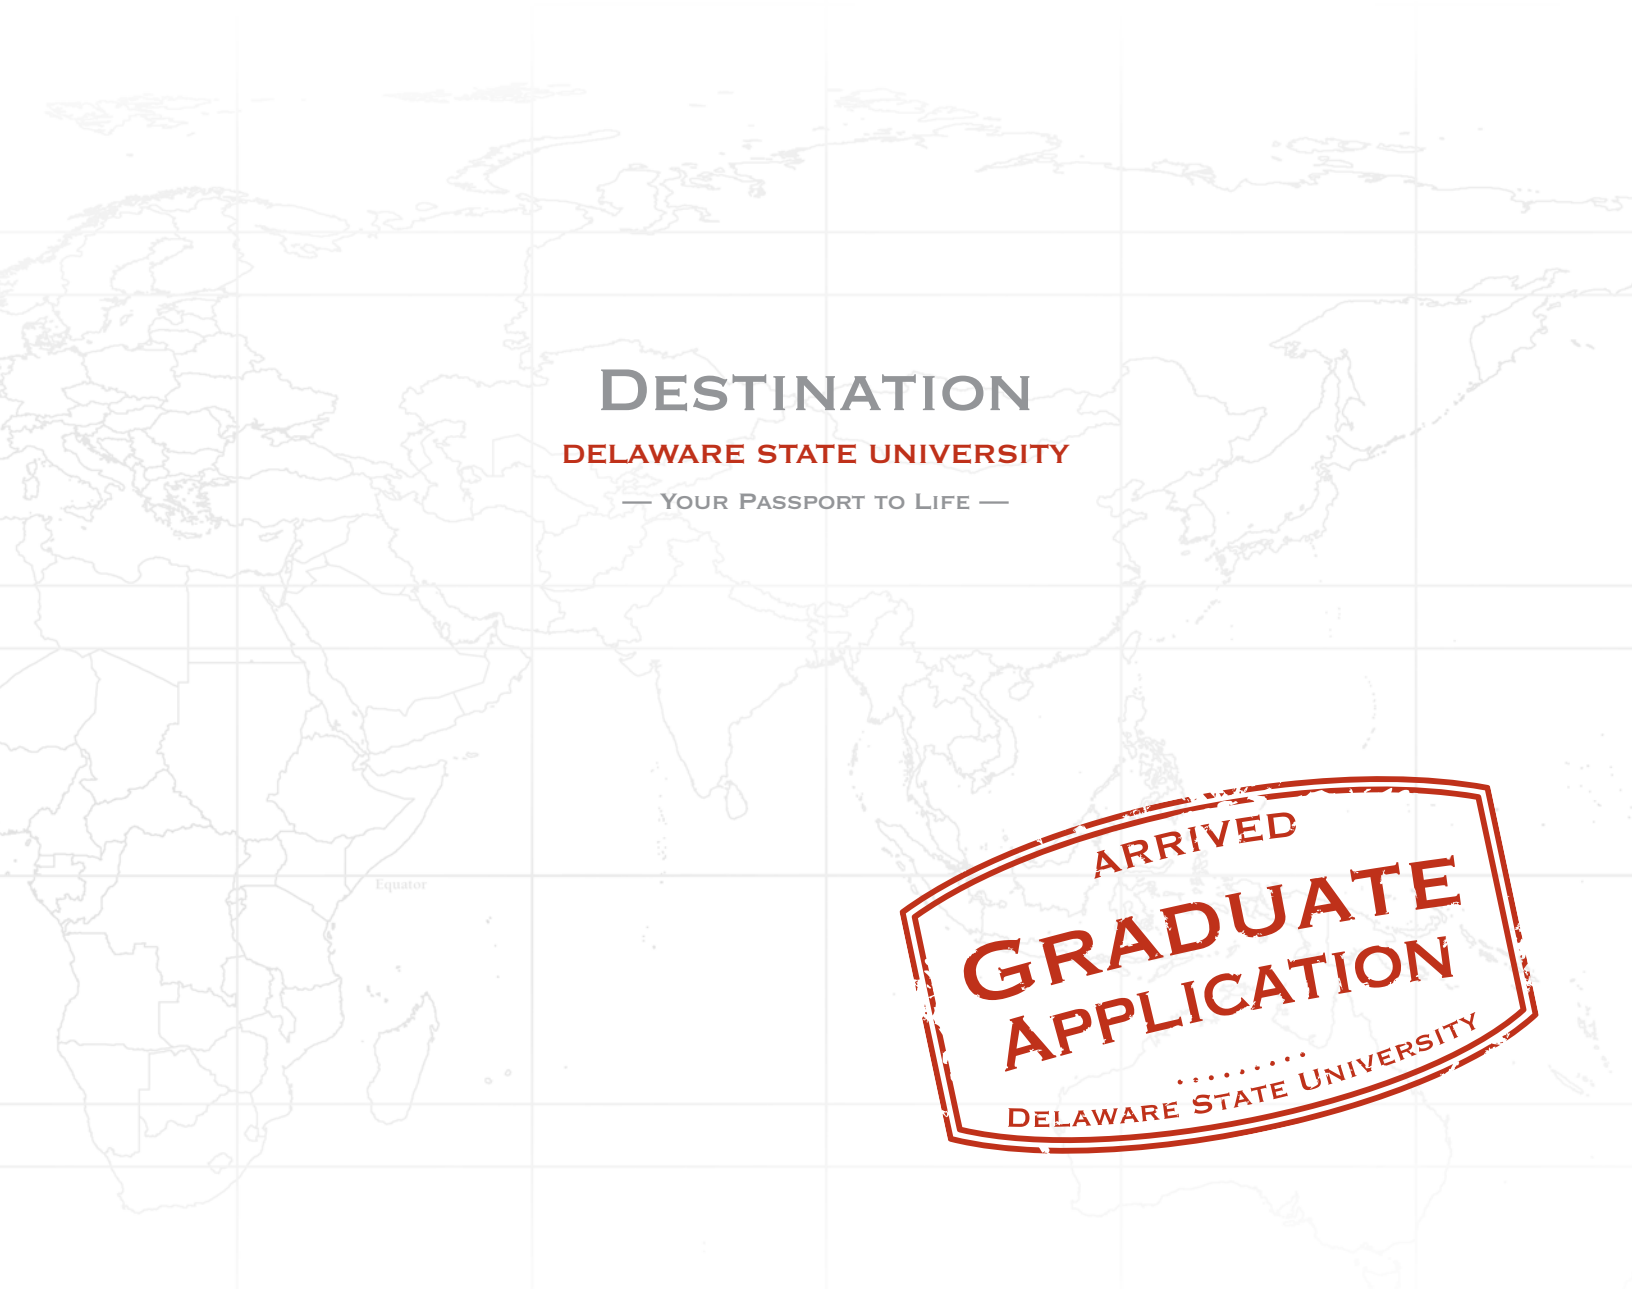 Destination
DELAWARE STATE UNIVERSITY
— Your Passport to Life —
Equator
ARRIVED
Graduate
Application
.........
Delaware State University